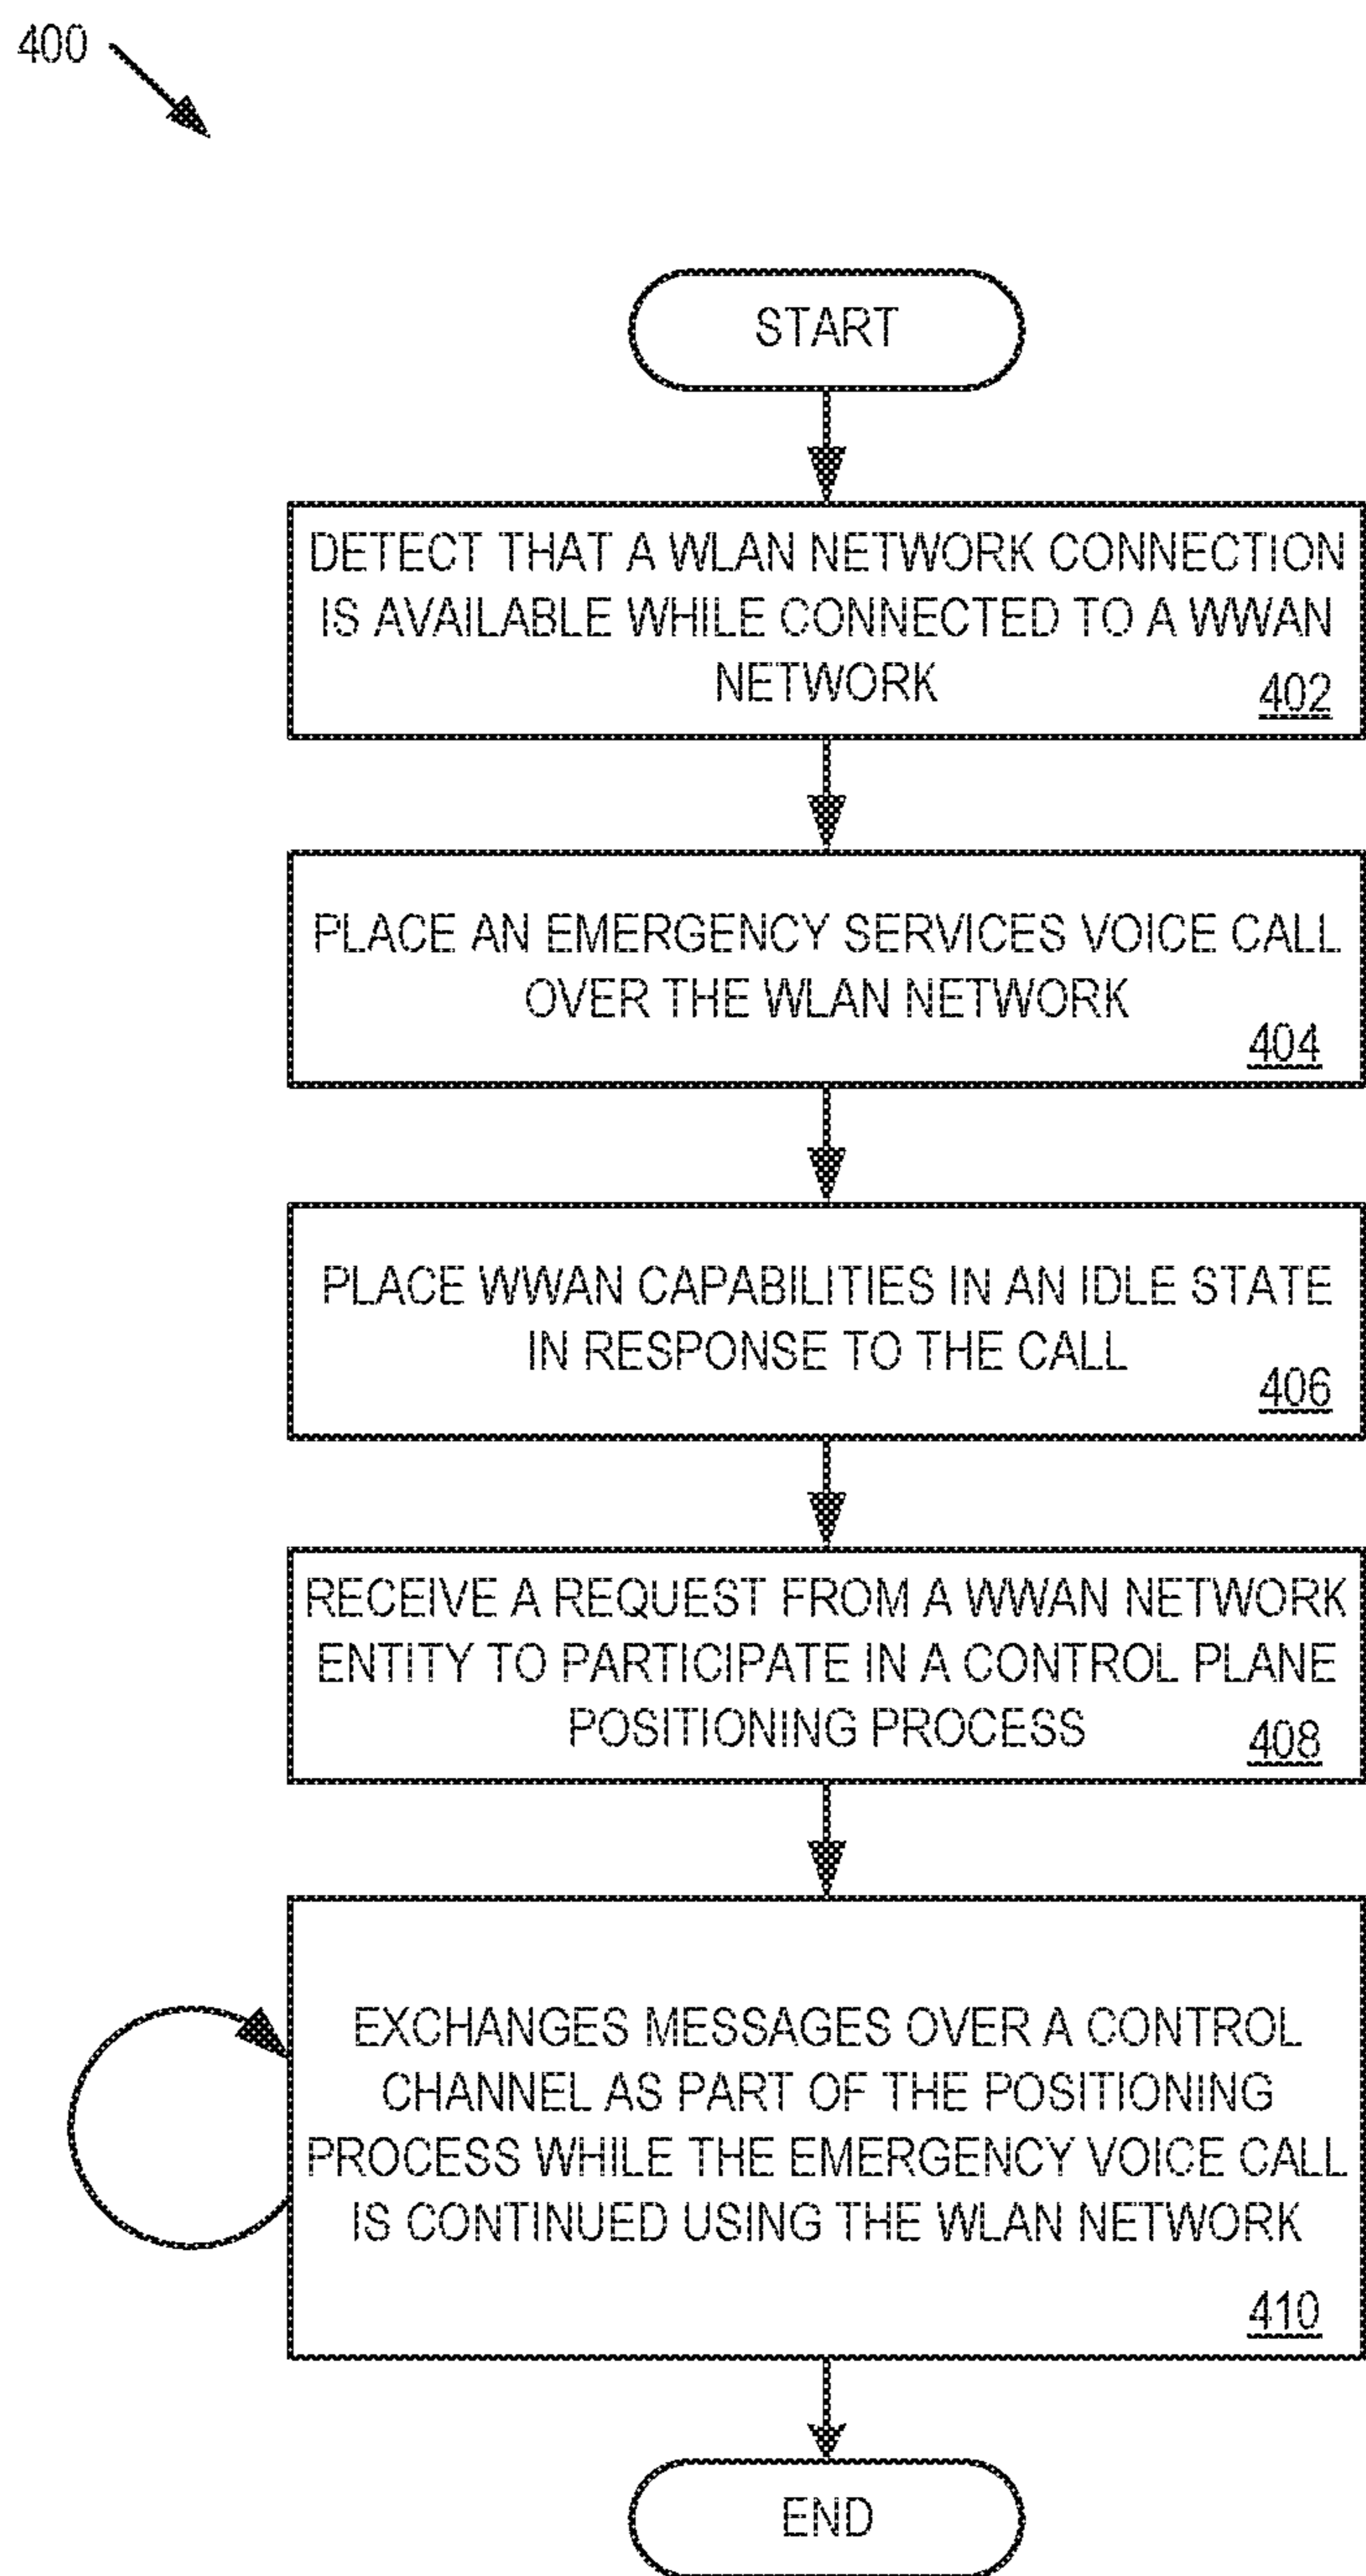 400
START
DETECT THAT A WLAN NETWORK CONNECTION
IS AVAILABLE WHILE CONNECTED TO A WWAN
NETWORK
402
PLACE AN EMERGENCY SERVICES VOICE CALL
OVER THE WLAN NETWORK
404
PLACE WWAN CAPABILITIES IN AN IDLE STATE
IN RESPONSE TO THE CALL
406
RECEIVE A REQUEST FROM A WWAN NETWORK
ENTITY TO PARTICIPATE IN A CONTROL PLANE
POSITIONING PROCESS
408
EXCHANGES MESSAGES OVER A CONTROL
CHANNEL AS PART OF THE POSITIONING
PROCESS WHILE THE EMERGENCY VOICE CALL
IS CONTINUED USING THE WLAN NETWORK
410
END